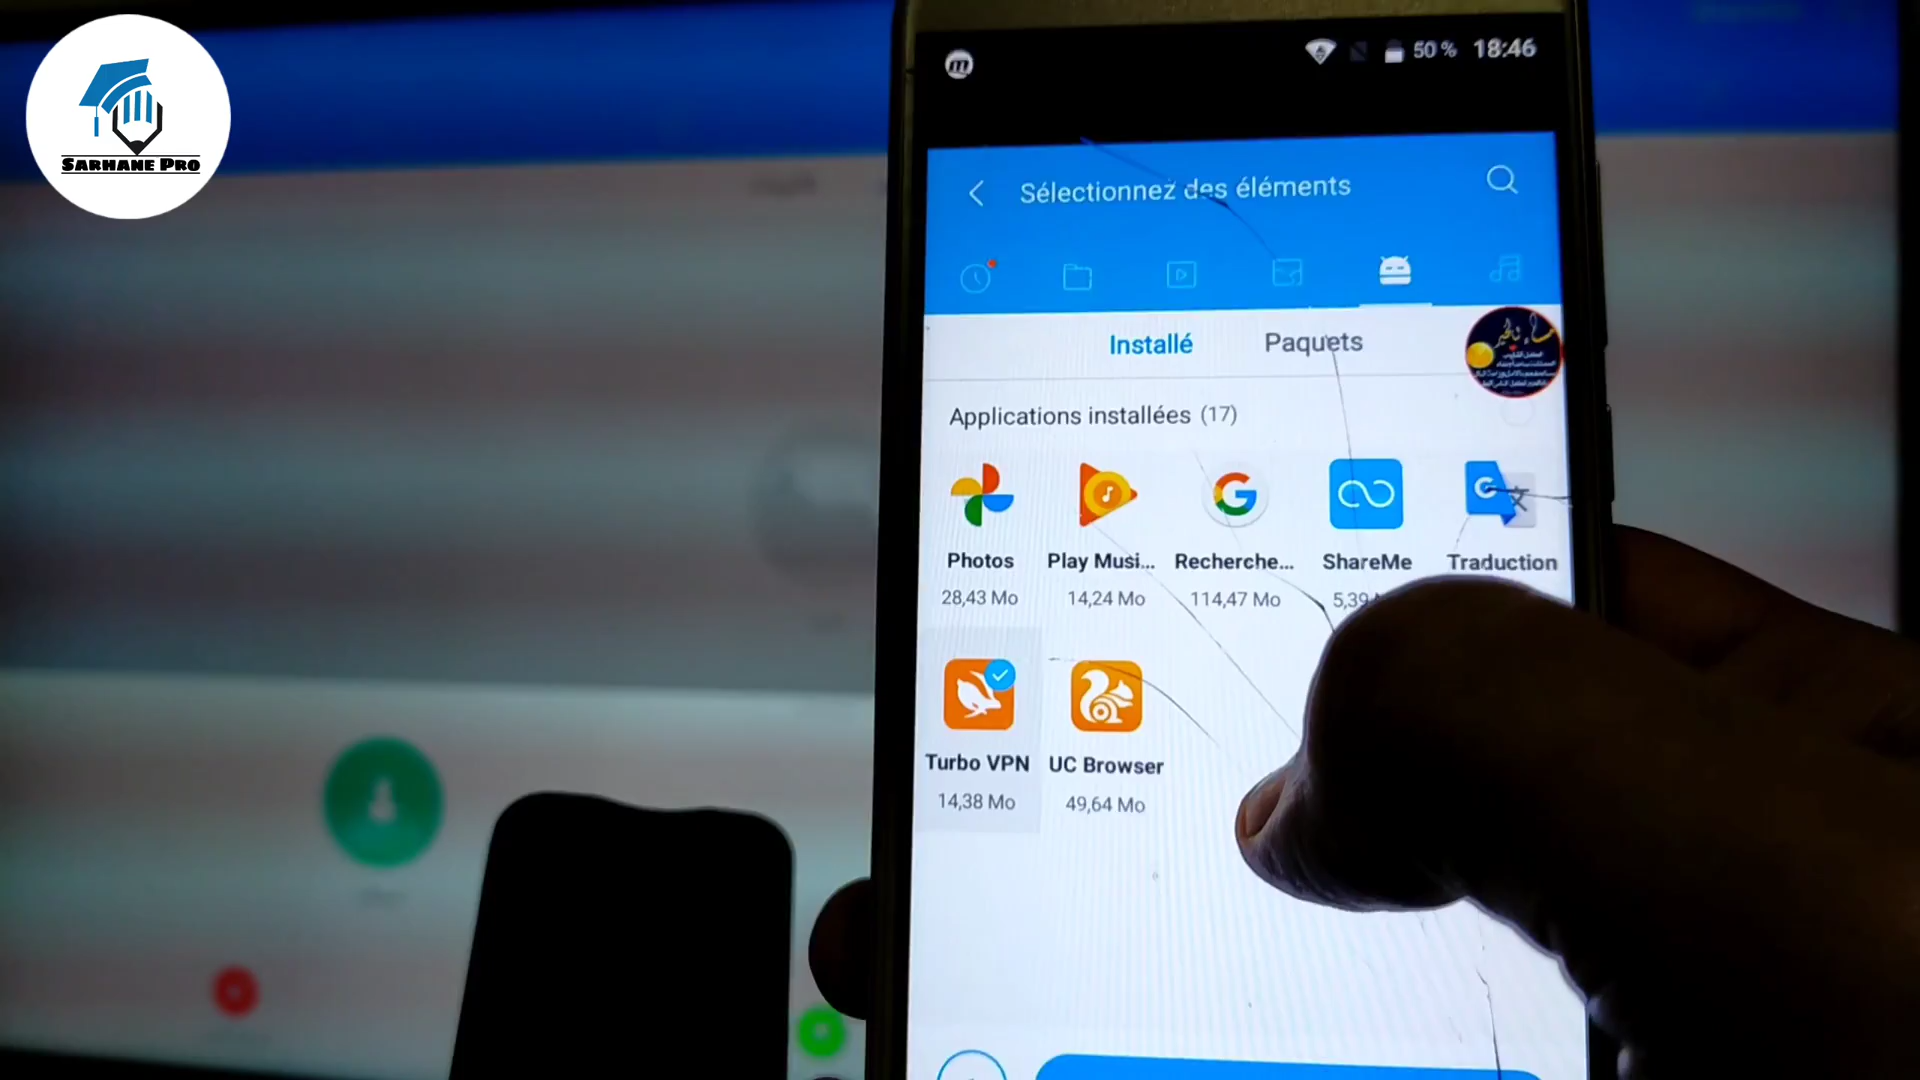 SARHANE PRO
50 % 18:46
Sélectionnez des éléments
Installé Paquets
Applications installées (17)
Photos Play Musi... Recherche... ShareMe Traduction
28,43 Mo 14,24 Mo 114,47 Mo 5,39
Turbo VPN UC Browser
14,38 Mo 49,64 Mo